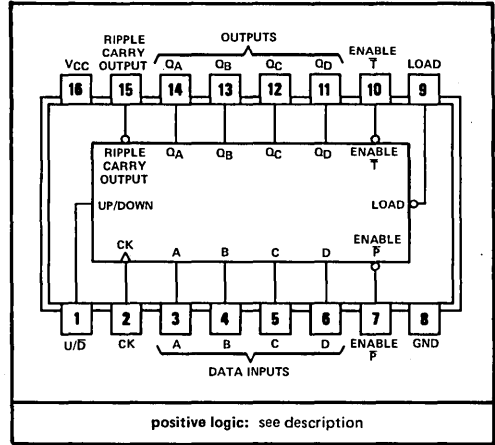 OUTPUTS
RIPPLE CARRY OUTPUT
ENABLE T̅
VCC
QA QB QC QD
LOAD
16 15 14 13 12 11 10 9
RIPPLE CARRY OUTPUT
QA QB QC QD
ENABLE T̅
UP/DOWN
LOAD
CK A B C D
ENABLE P̅
1 2 3 4 5 6 7 8
U/D̅ CK A B C D
ENABLE P̅
GND
DATA INPUTS
positive logic: see description